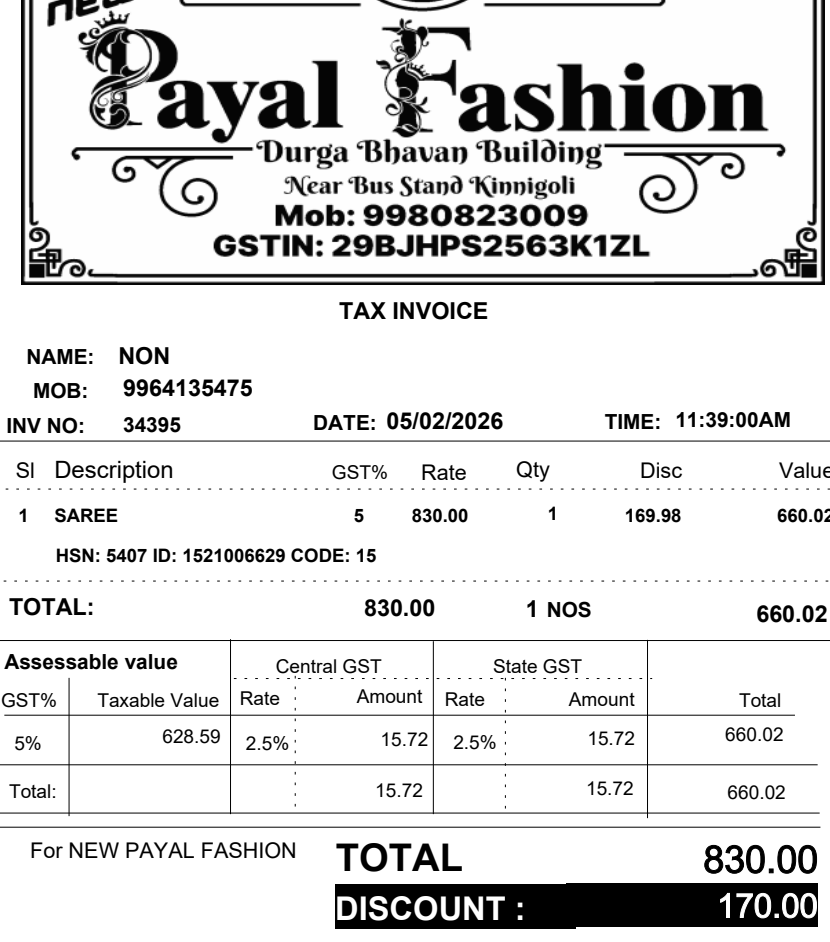 new
Payal Fashion
Durga Bhavan Building
Near Bus Stand Kinnigoli
Mob: 9980823009
GSTIN: 29BJHPS2563K1ZL
TAX INVOICE
NAME: NON
MOB: 9964135475
INV NO: 34395 DATE: 05/02/2026 TIME: 11:39:00AM
Sl Description GST% Rate Qty Disc Value
1 SAREE 5 830.00 1 169.98 660.02
HSN: 5407 ID: 1521006629 CODE: 15
TOTAL: 830.00 1 NOS 660.02
Assessable value Central GST State GST
GST% Taxable Value Rate Amount Rate Amount Total
5% 628.59 2.5% 15.72 2.5% 15.72 660.02
Total: 15.72 15.72 660.02
For NEW PAYAL FASHION TOTAL 830.00
DISCOUNT : 170.00